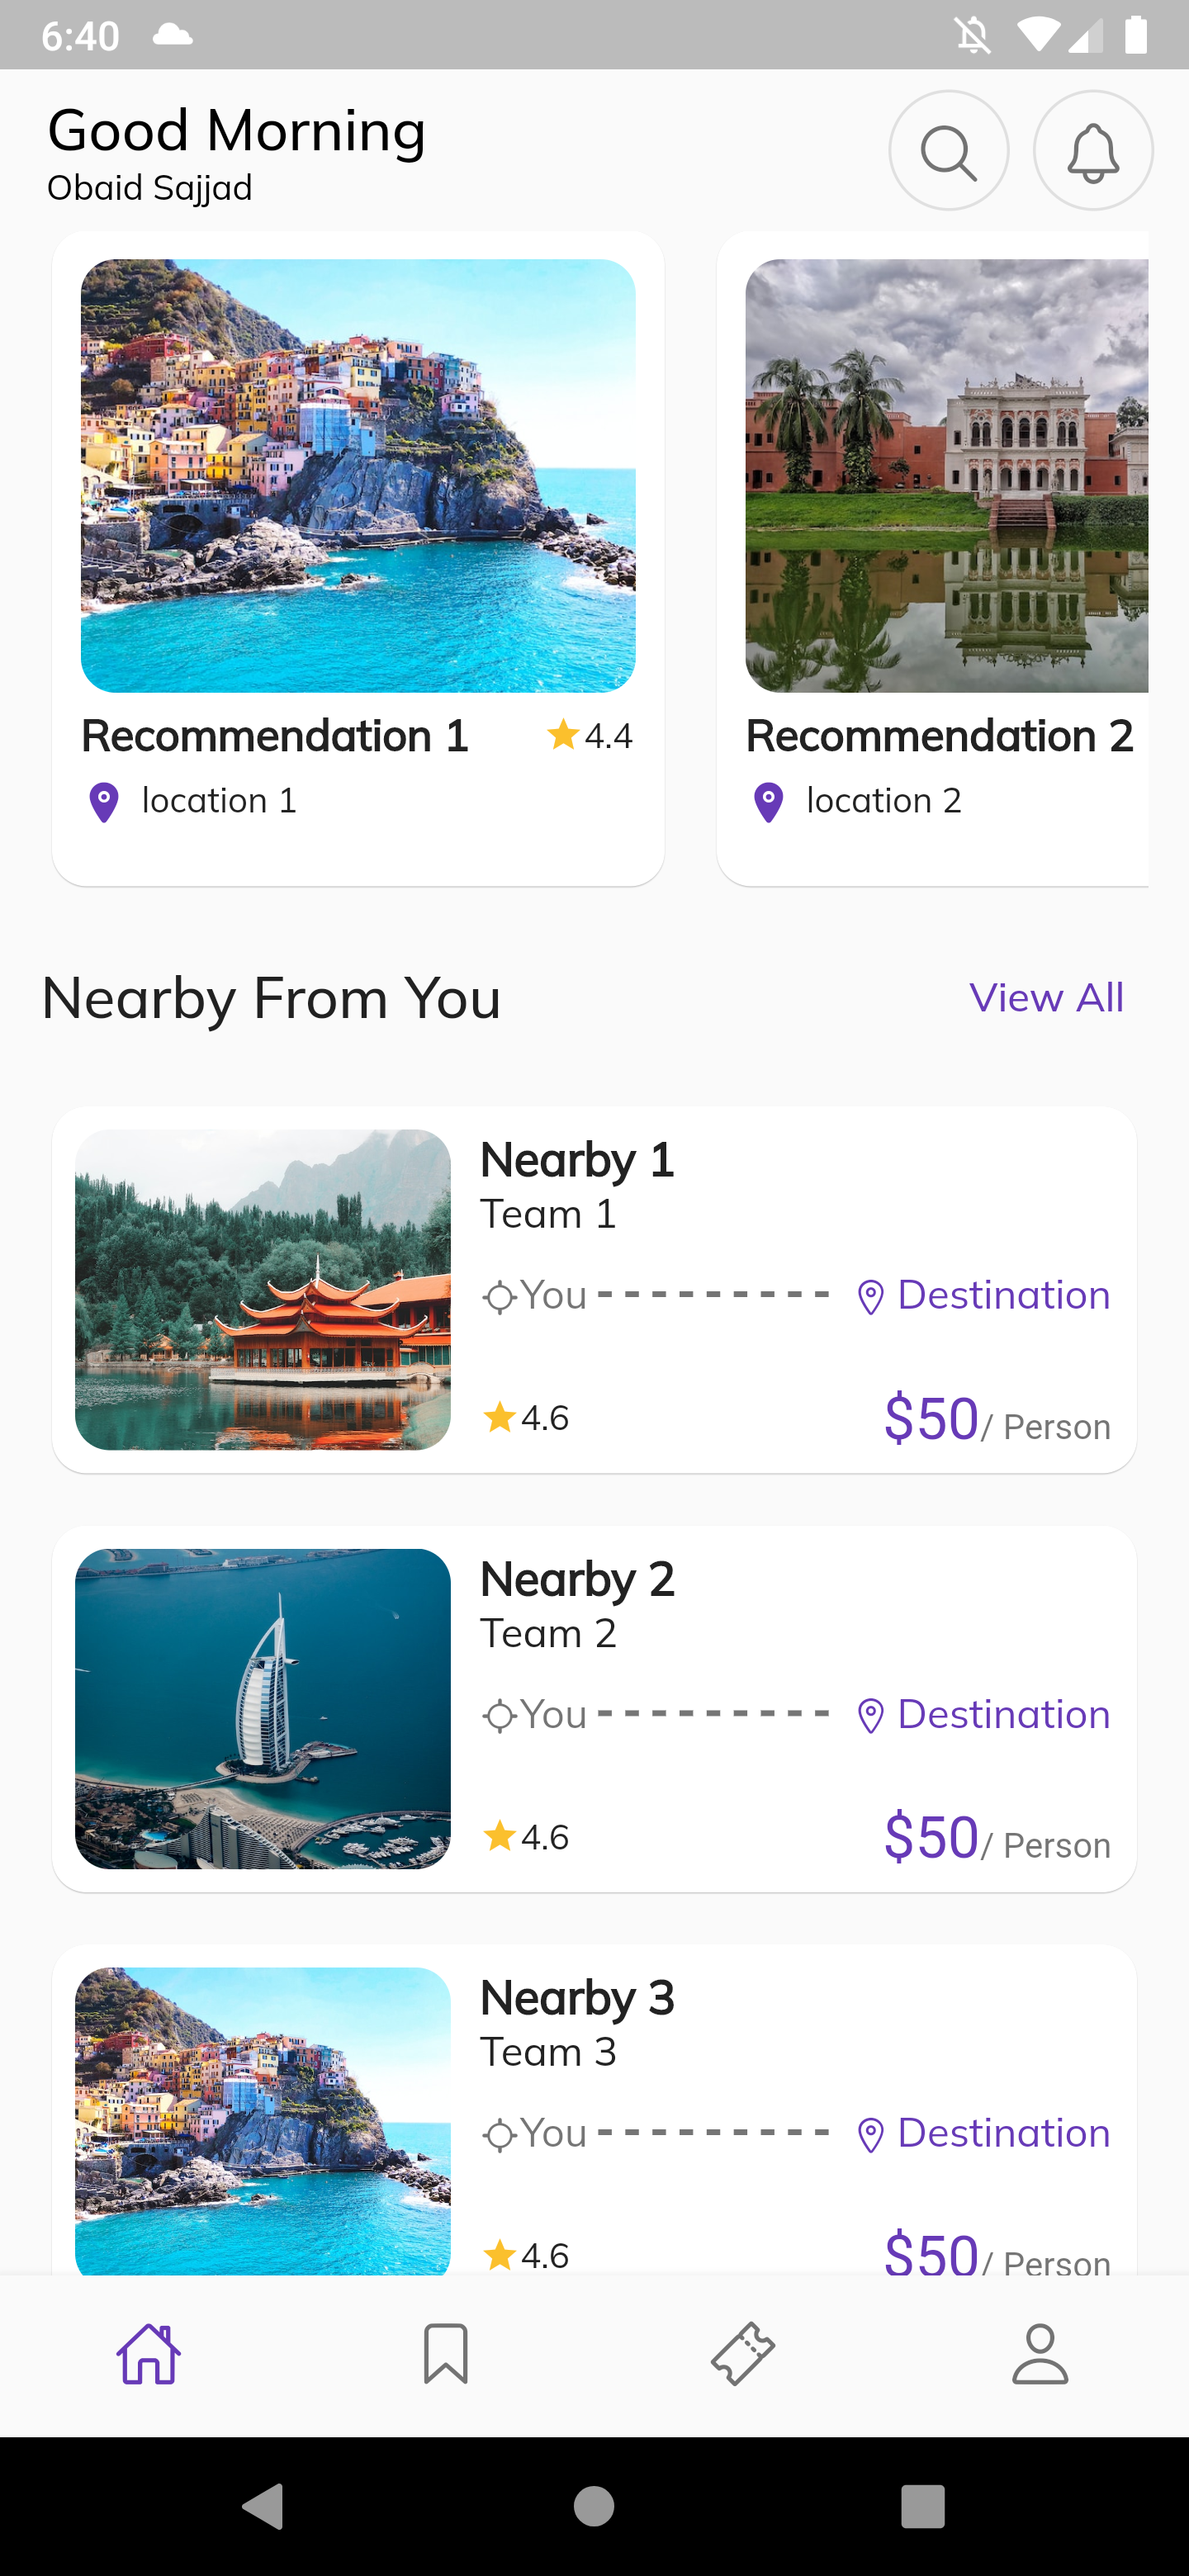 6:40
Good Morning
Obaid Sajjad
Recommendation 1
4.4
location 1
Recommendation 2
location 2
Nearby From You
View All
Nearby 1
Team 1
You
Destination
4.6
$50/ Person
Nearby 2
Team 2
You
Destination
4.6
$50/ Person
Nearby 3
Team 3
You
Destination
4.6
$50/ Person